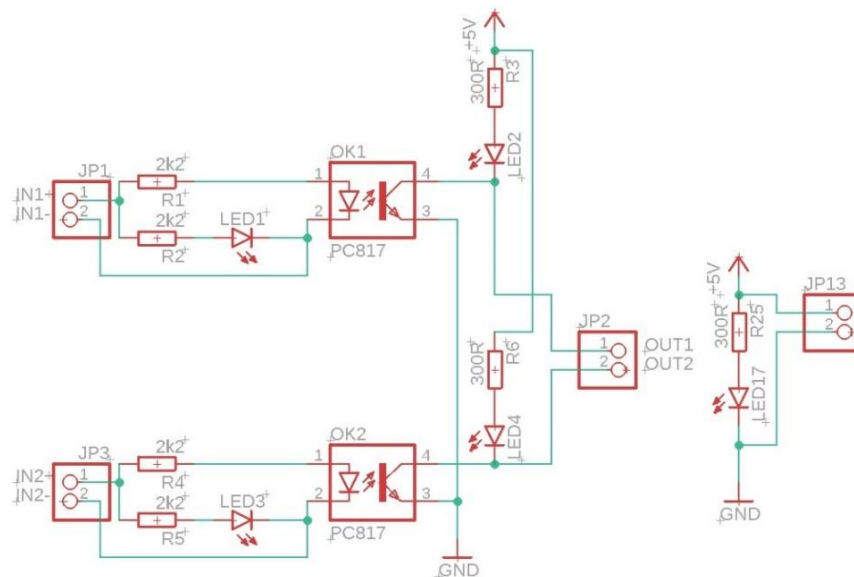 +5V
300R
R3
LED2
JP1
IN1+
IN1-
1
2
2k2
R1
2k2
R2
LED1
OK1
1
2
4
3
PC817
+5V
300R
R25
LED17
GND
JP13
1
2
300R
R6
LED4
JP2
1
2
OUT1
OUT2
JP3
IN2+
IN2-
1
2
2k2
R4
2k2
R5
LED3
OK2
1
2
4
3
PC817
GND